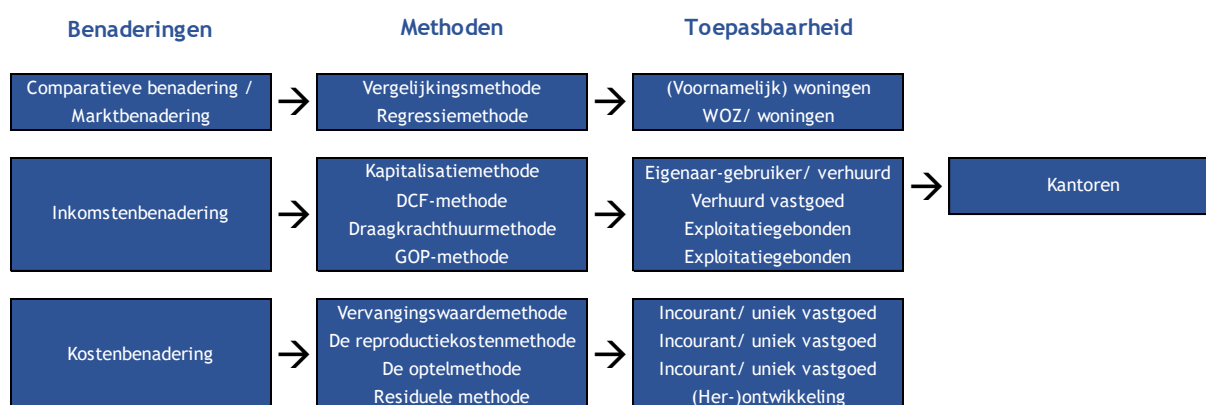 Benaderingen
Methoden
Toepasbaarheid
Comparatieve benadering /
Marktbenadering
Vergelijkingsmethode
Regressiemethode
(Voornamelijk) woningen
WOZ/ woningen
Inkomstenbenadering
Kapitalisatiemethode
DCF-methode
Draagkrachthuurmethode
GOP-methode
Eigenaar-gebruiker/ verhuurd
Verhuurd vastgoed
Exploitatiegebonden
Exploitatiegebonden
Kantoren
Kostenbenadering
Vervangingswaardemethode
De reproductiekostenmethode
De optelmethode
Residuele methode
Incourant/ uniek vastgoed
Incourant/ uniek vastgoed
Incourant/ uniek vastgoed
(Her-)ontwikkeling